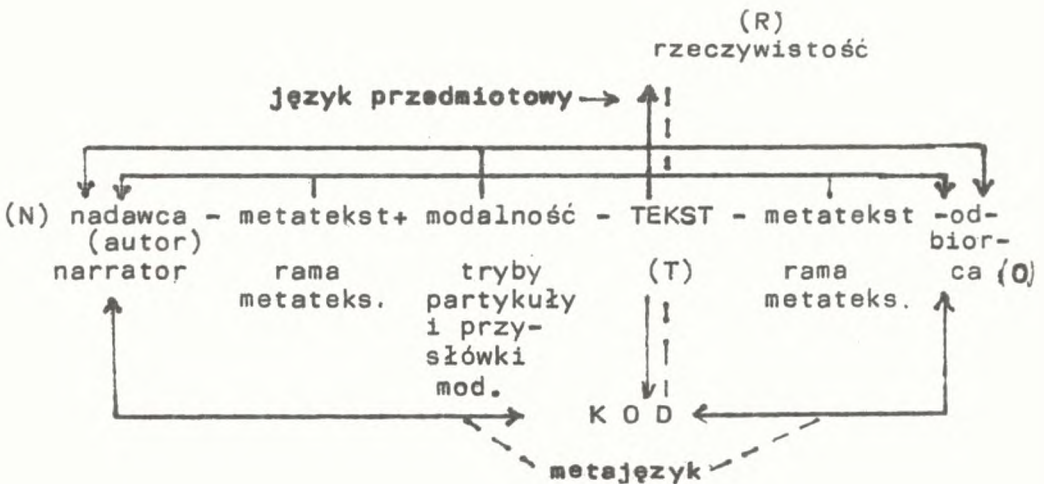 (R)
rzeczywistość
język przedmiotowy
(N) nadawca - metatekst+ modalność - TEKST - metatekst -od-
(autor) bior-
narrator rama tryby (T) rama ca (O)
metateks. partykuły metateks.
i przy-
słówki
mod.
K O D
metajęzyk